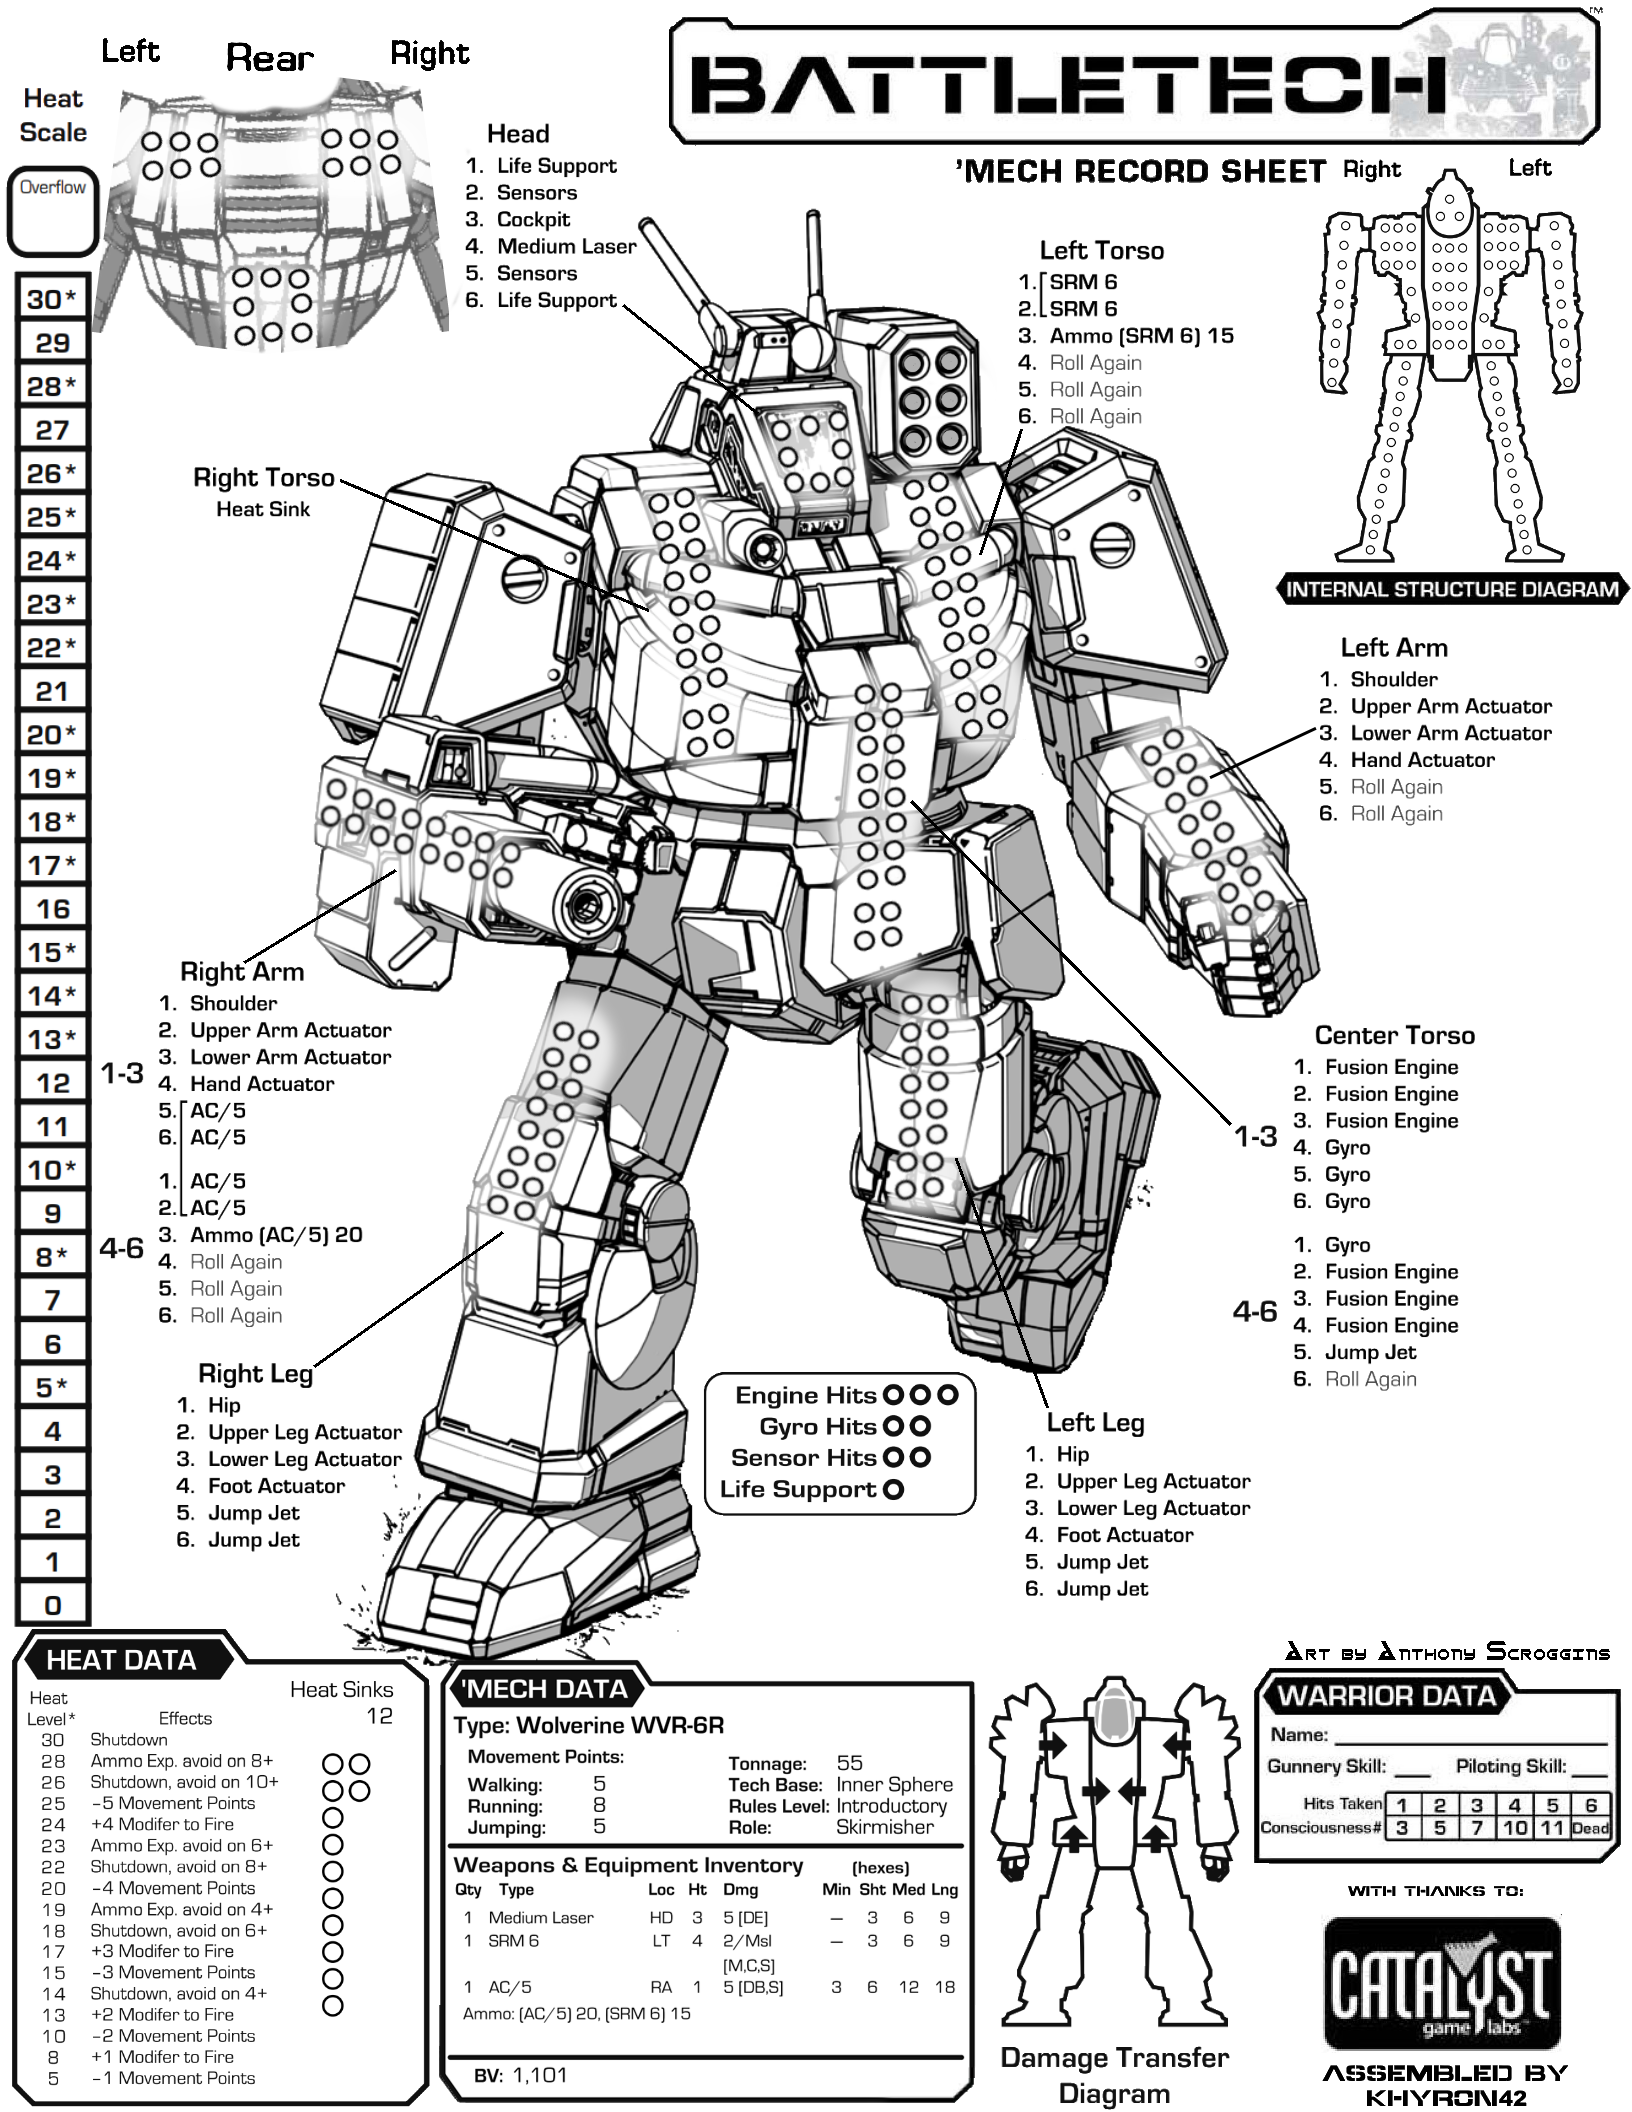 Left Rear Right
Heat
Scale
Overflow
30*
29
28*
27
26*
25*
24*
23*
22*
21
20*
19*
18*
17*
16
15*
14*
13*
12
11
10*
9
8*
7
6
5*
4
3
2
1
0
BATTLETECH
TM
'MECH RECORD SHEET
Head
1. Life Support
2. Sensors
3. Cockpit
4. Medium Laser
5. Sensors
6. Life Support
Left Torso
1. SRM 6
2. SRM 6
3. Ammo (SRM 6) 15
4. Roll Again
5. Roll Again
6. Roll Again
Right Left
INTERNAL STRUCTURE DIAGRAM
Right Torso
Heat Sink
Left Arm
1. Shoulder
2. Upper Arm Actuator
3. Lower Arm Actuator
4. Hand Actuator
5. Roll Again
6. Roll Again
Right Arm
1. Shoulder
2. Upper Arm Actuator
3. Lower Arm Actuator
1-3 4. Hand Actuator
5. AC/5
6. AC/5
1. AC/5
2. AC/5
3. Ammo (AC/5) 20
4-6 4. Roll Again
5. Roll Again
6. Roll Again
Center Torso
1. Fusion Engine
2. Fusion Engine
3. Fusion Engine
1-3 4. Gyro
5. Gyro
6. Gyro
1. Gyro
2. Fusion Engine
3. Fusion Engine
4-6 4. Fusion Engine
5. Jump Jet
6. Roll Again
Right Leg
1. Hip
2. Upper Leg Actuator
3. Lower Leg Actuator
4. Foot Actuator
5. Jump Jet
6. Jump Jet
Engine Hits
Gyro Hits
Sensor Hits
Life Support
Left Leg
1. Hip
2. Upper Leg Actuator
3. Lower Leg Actuator
4. Foot Actuator
5. Jump Jet
6. Jump Jet
HEAT DATA
Heat
Level* Effects
Heat Sinks
12
30 Shutdown
28 Ammo Exp. avoid on 8+
26 Shutdown, avoid on 10+
25 -5 Movement Points
24 +4 Modifer to Fire
23 Ammo Exp. avoid on 6+
22 Shutdown, avoid on 8+
20 -4 Movement Points
19 Ammo Exp. avoid on 4+
18 Shutdown, avoid on 6+
17 +3 Modifer to Fire
15 -3 Movement Points
14 Shutdown, avoid on 4+
13 +2 Modifer to Fire
10 -2 Movement Points
8 +1 Modifer to Fire
5 -1 Movement Points
'MECH DATA
Type: Wolverine WVR-6R
Movement Points:
Walking: 5
Running: 8
Jumping: 5
Tonnage: 55
Tech Base: Inner Sphere
Rules Level: Introductory
Role: Skirmisher
Weapons & Equipment Inventory (hexes)
Qty Type Loc Ht Dmg Min Sht Med Lng
1 Medium Laser HD 3 5 [DE] — 3 6 9
1 SRM 6 LT 4 2/Msl — 3 6 9
[M,C,S]
1 AC/5 RA 1 5 [DB,S] 3 6 12 18
Ammo: (AC/5) 20, (SRM 6) 15
BV: 1,101
Damage Transfer
Diagram
Art by Anthony Scroggins
WARRIOR DATA
Name:
Gunnery Skill: Piloting Skill:
Hits Taken 1 2 3 4 5 6
Consciousness# 3 5 7 10 11 Dead
WITH THANKS TO:
CATALYST
game labs
ASSEMBLED BY
KHYRON42